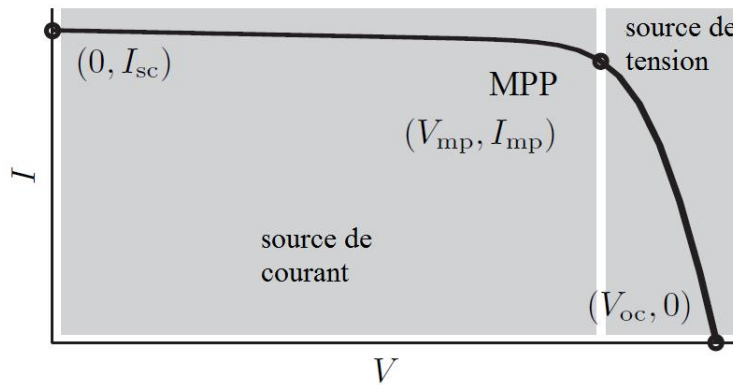 source de
tension
(0, I_sc)
MPP
(V_mp, I_mp)
I
source de
courant
(V_oc, 0)
V